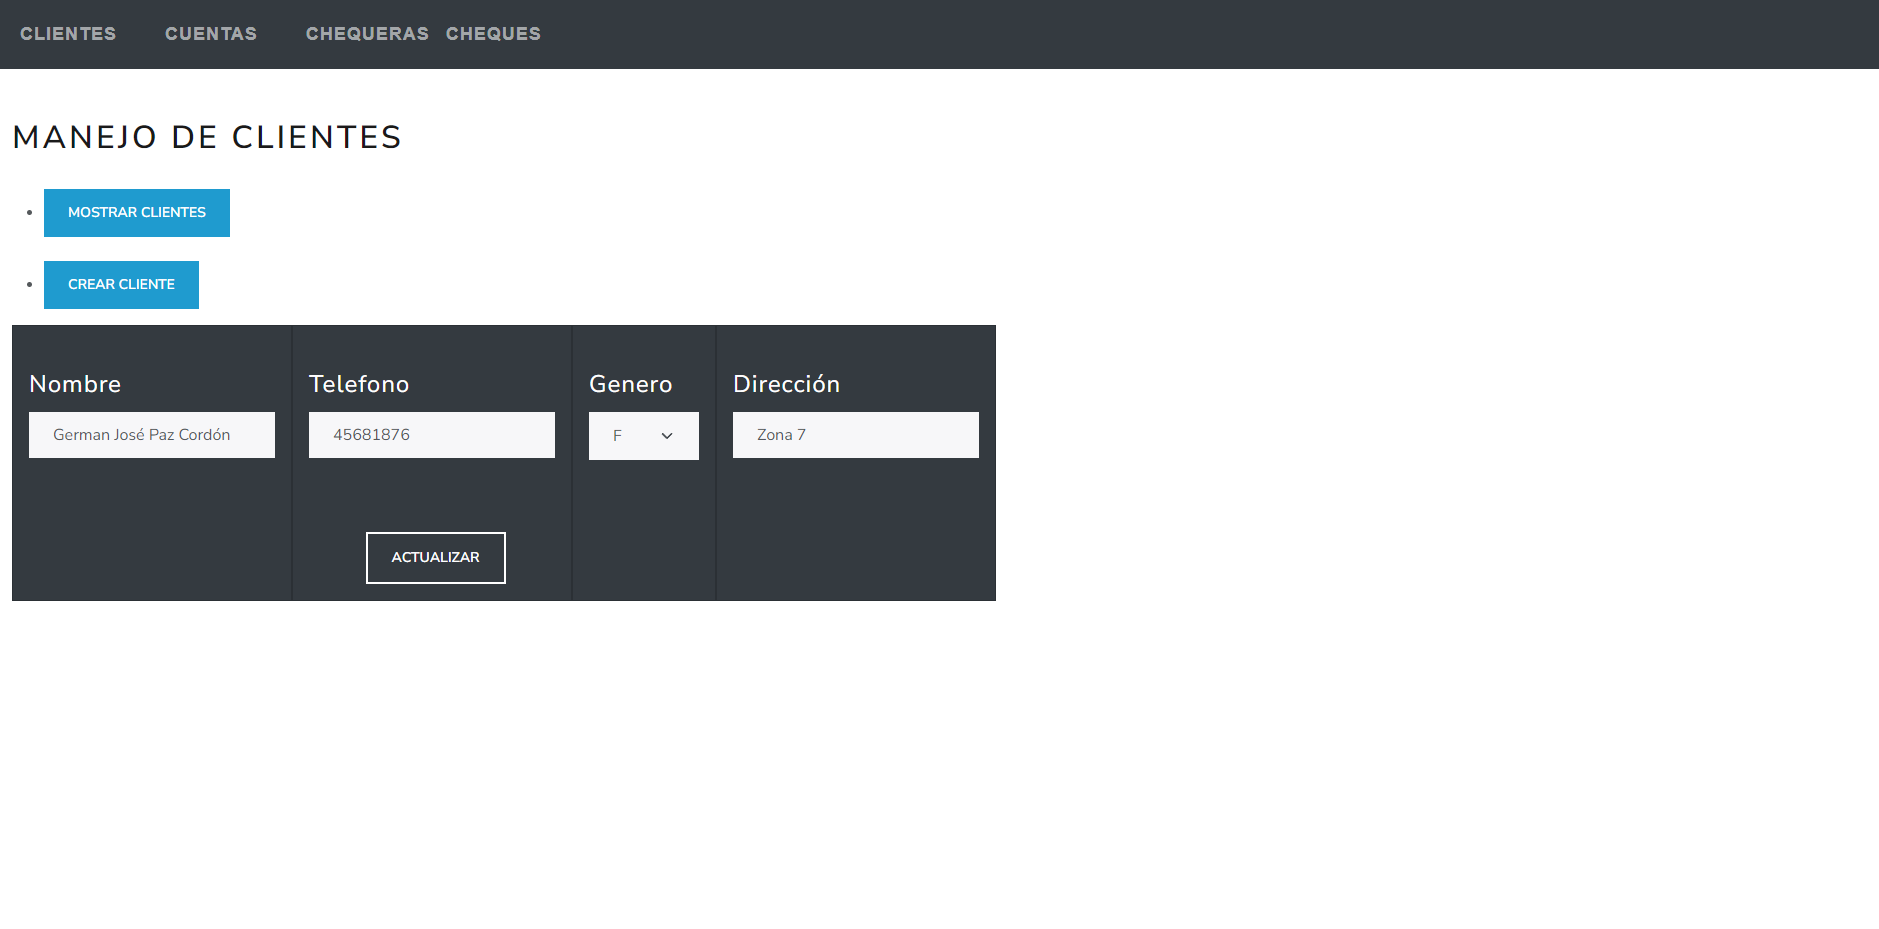 CLIENTES CUENTAS CHEQUERAS CHEQUES
MANEJO DE CLIENTES
MOSTRAR CLIENTES
CREAR CLIENTE
Nombre Telefono Genero Dirección
German José Paz Cordón 45681876 F Zona 7
ACTUALIZAR